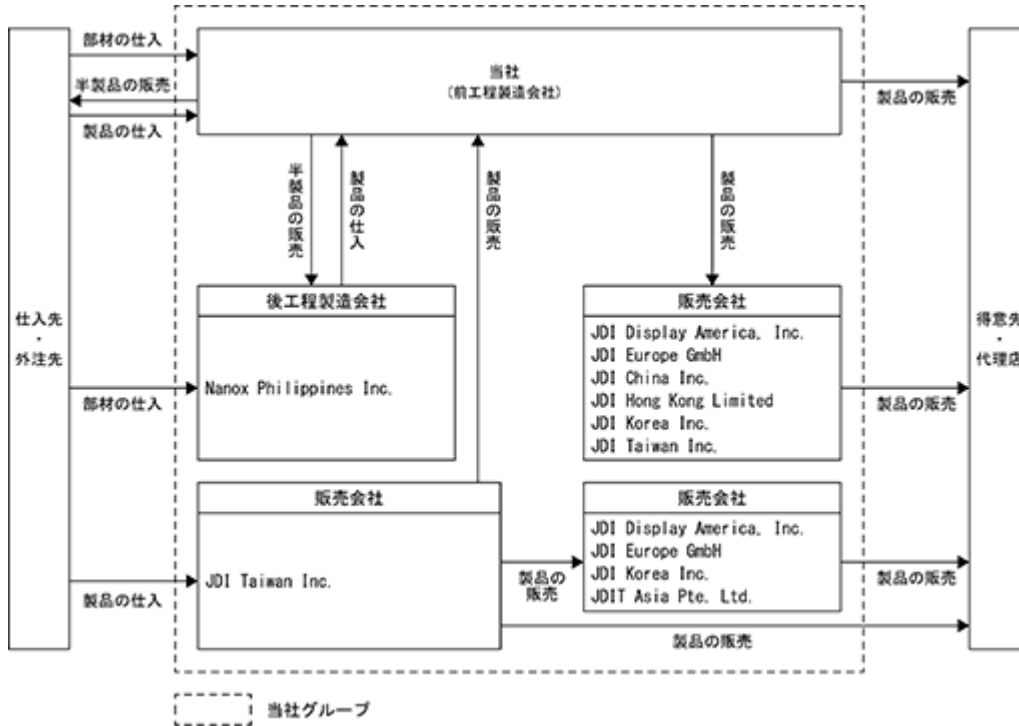 部材の仕入
半製品の販売
製品の仕入
当社
(前工程製造会社)
製品の販売
半製品の販売
製品の仕入
製品の販売
製品の販売
仕入先
・
外注先
後工程製造会社
Nanox Philippines Inc.
部材の仕入
販売会社
JDI Display America, Inc.
JDI Europe GmbH
JDI China Inc.
JDI Hong Kong Limited
JDI Korea Inc.
JDI Taiwan Inc.
製品の販売
得意先
・
代理店
販売会社
JDI Taiwan Inc.
製品の仕入
製品の
販売
販売会社
JDI Display America, Inc.
JDI Europe GmbH
JDI Korea Inc.
JDIT Asia Pte. Ltd.
製品の販売
製品の販売
当社グループ